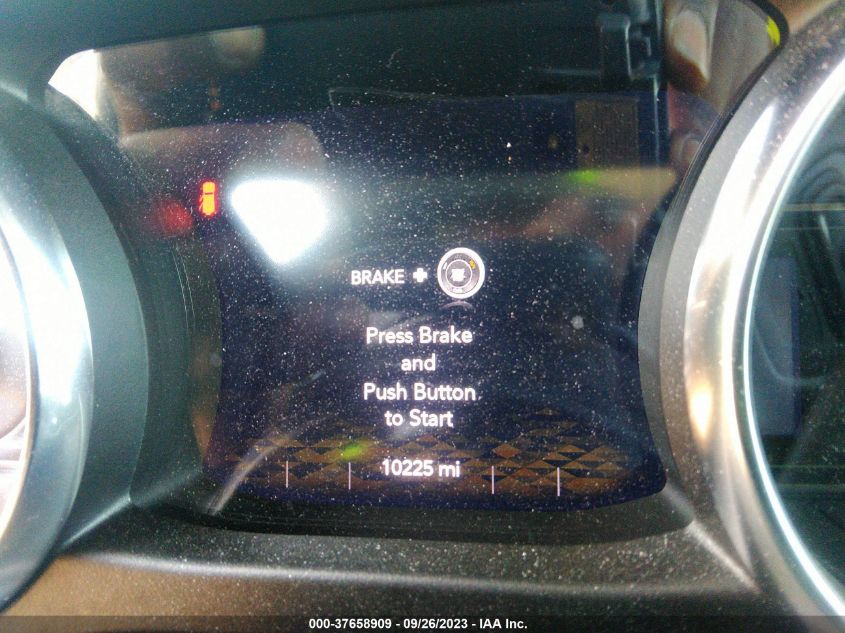 BRAKE +
Press Brake
and
Push Button
to Start
10225 mi
000-37658909 - 09/26/2023 - IAA Inc.